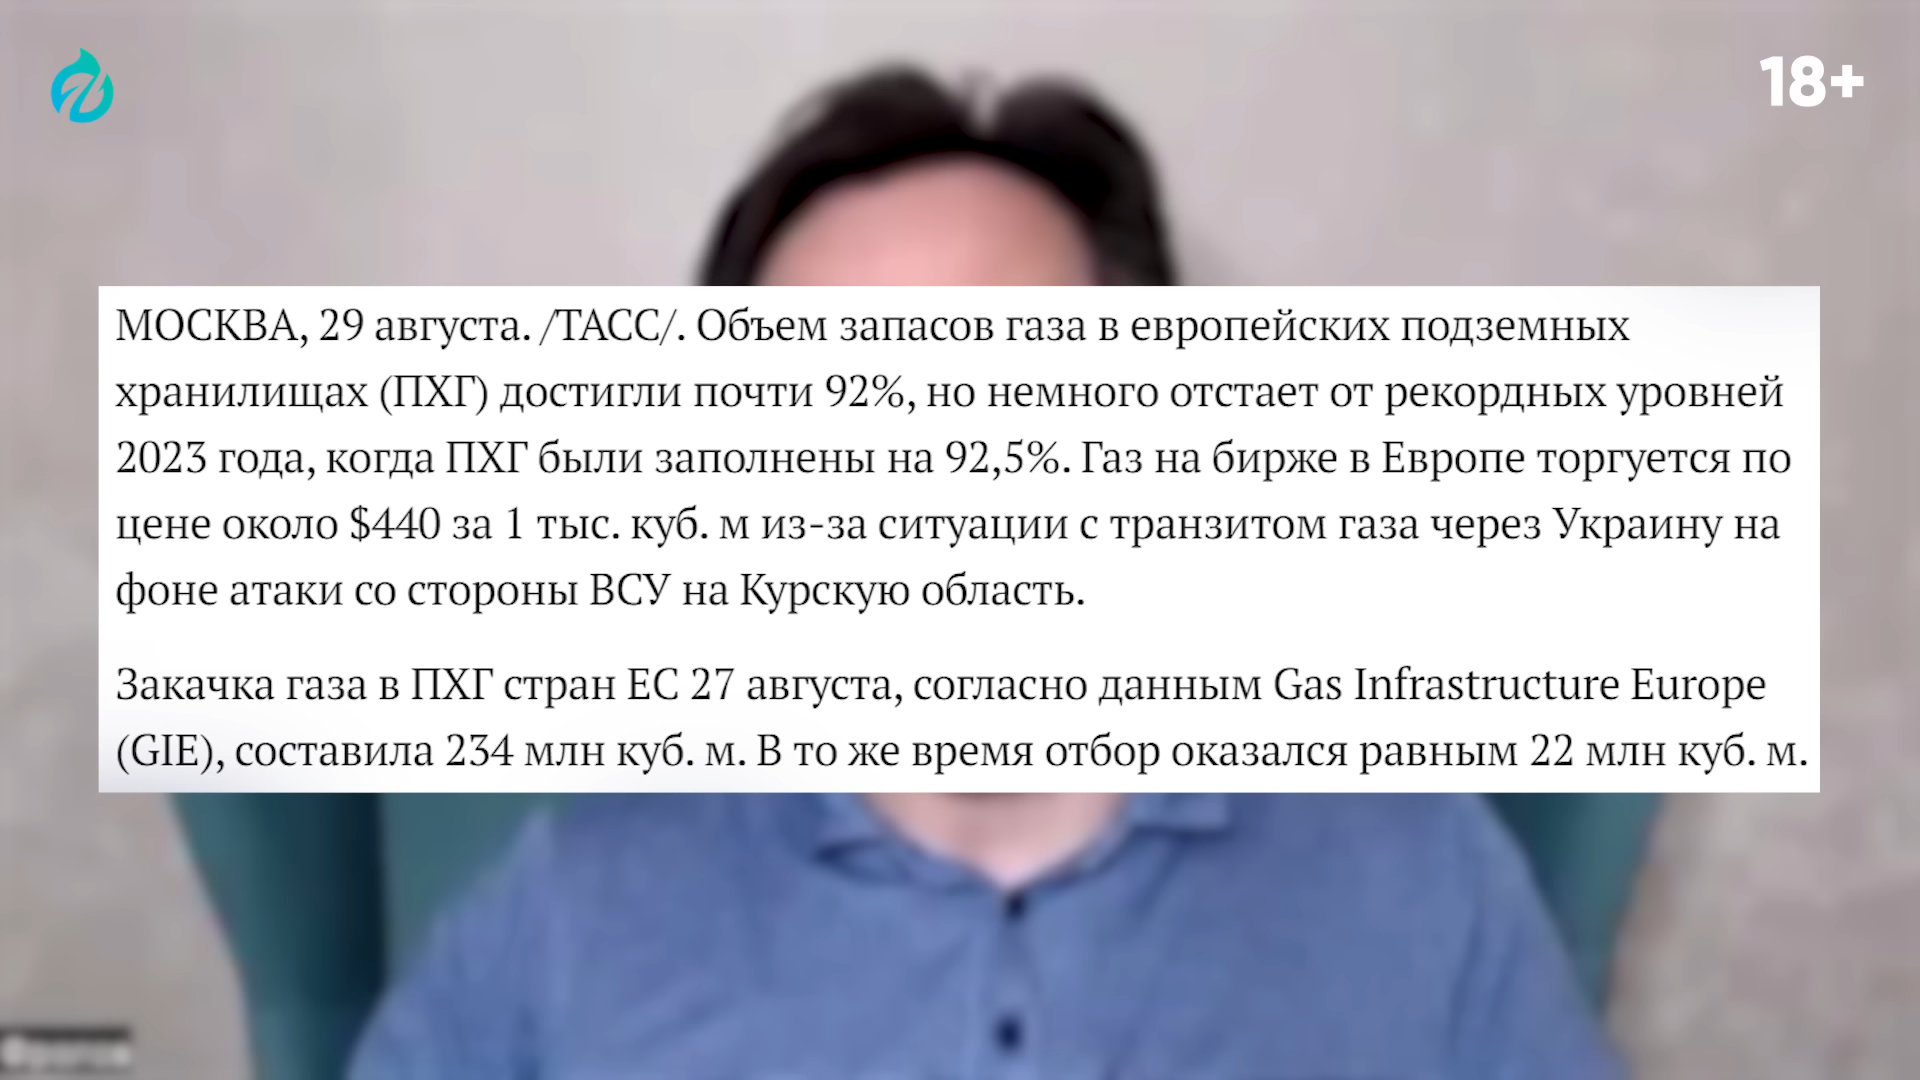 18+
МОСКВА, 29 августа. /ТАСС/. Объем запасов газа в европейских подземных
хранилищах (ПХГ) достигли почти 92%, но немного отстает от рекордных уровней
2023 года, когда ПХГ были заполнены на 92,5%. Газ на бирже в Европе торгуется по
цене около $440 за 1 тыс. куб. м из-за ситуации с транзитом газа через Украину на
фоне атаки со стороны ВСУ на Курскую область.
Закачка газа в ПХГ стран ЕС 27 августа, согласно данным Gas Infrastructure Europe
(GIE), составила 234 млн куб. м. В то же время отбор оказался равным 22 млн куб. м.